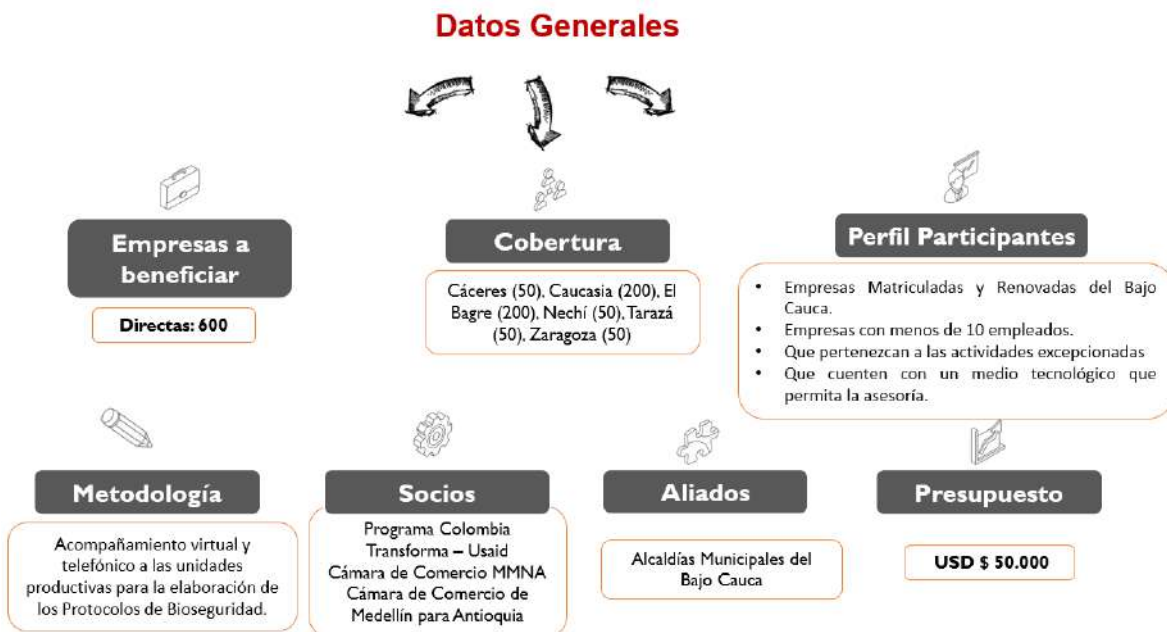 Datos Generales
Empresas a
beneficiar
Directas: 600
Cobertura
Cáceres (50), Caucasia (200), El
Bagre (200), Nechí (50), Tarazá
(50), Zaragoza (50)
Perfil Participantes
• Empresas Matriculadas y Renovadas del Bajo
Cauca.
• Empresas con menos de 10 empleados.
• Que pertenezcan a las actividades excepcionadas
• Que cuenten con un medio tecnológico que
permita la asesoría.
Metodología
Acompañamiento virtual y
telefónico a las unidades
productivas para la elaboración de
los Protocolos de Bioseguridad.
Socios
Programa Colombia
Transforma – Usaid
Cámara de Comercio MMNA
Cámara de Comercio de
Medellín para Antioquia
Aliados
Alcaldías Municipales del
Bajo Cauca
Presupuesto
USD $ 50.000